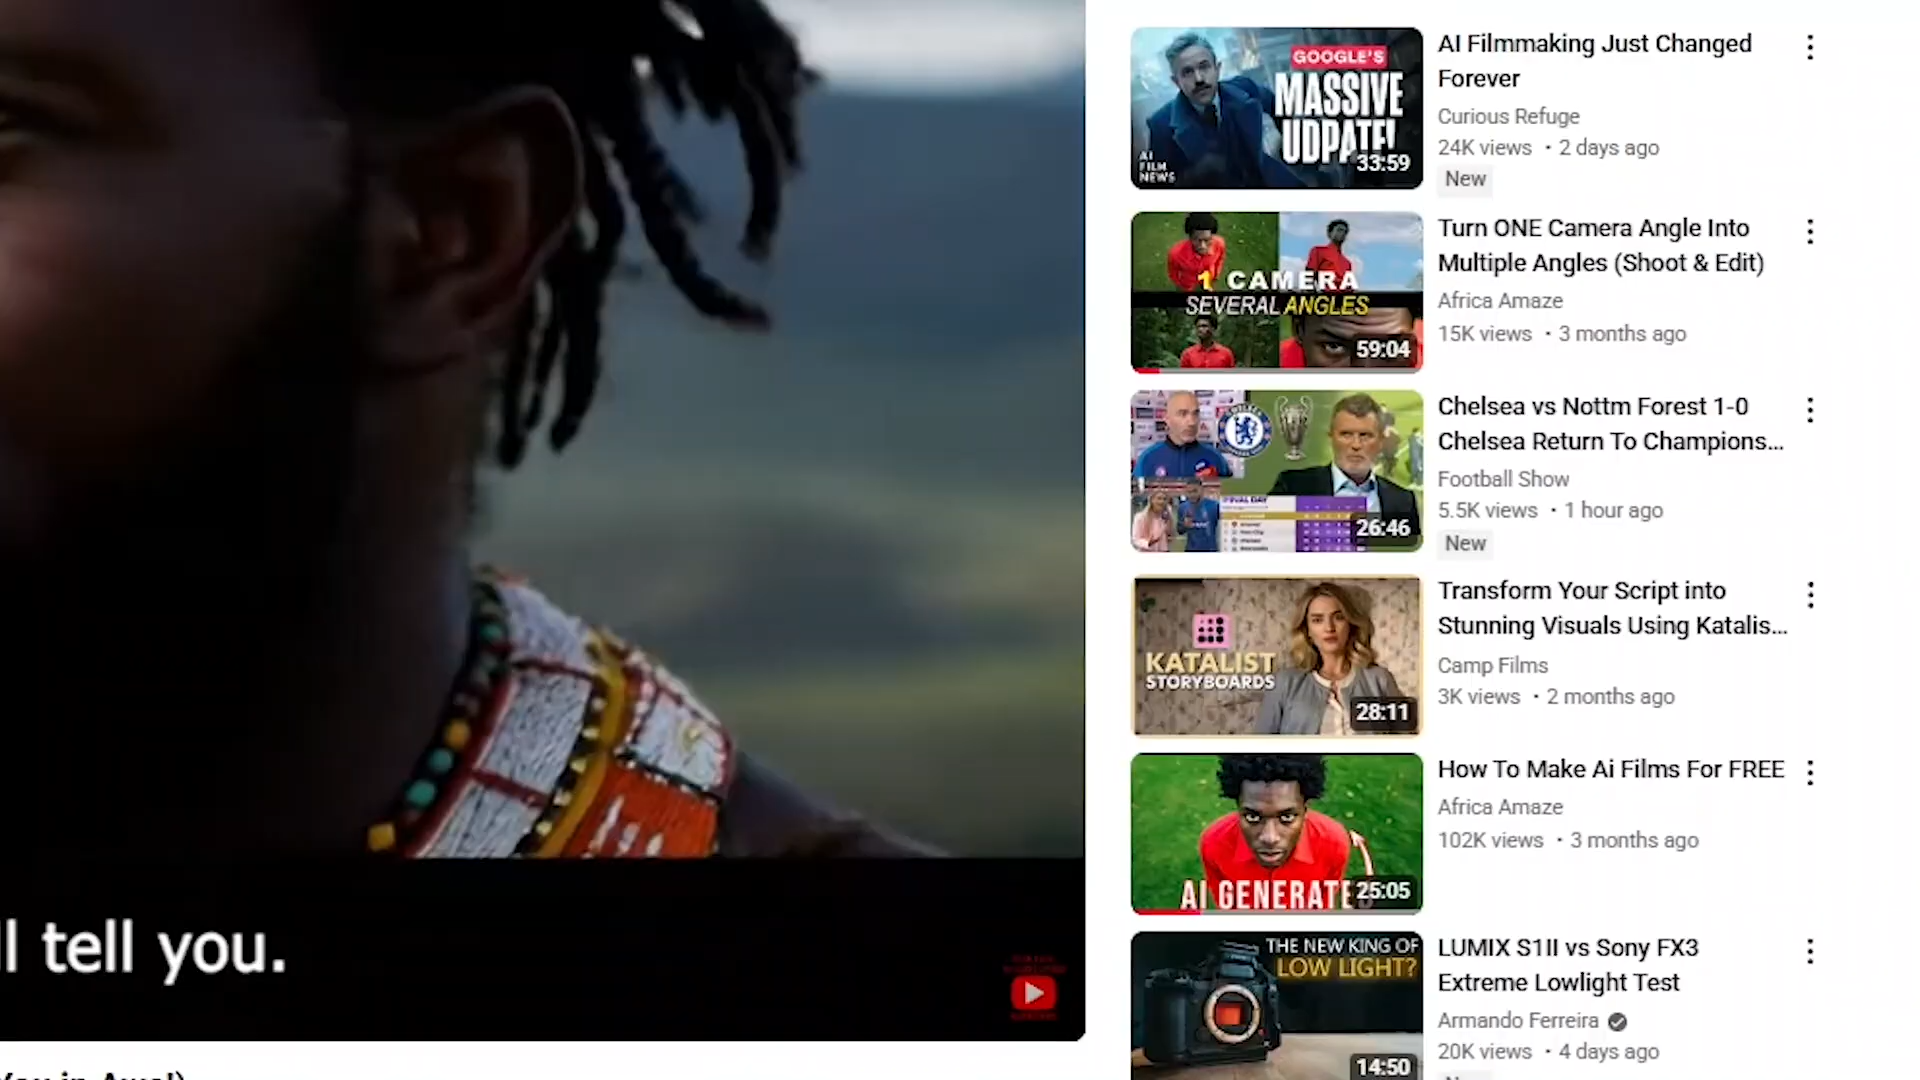 ll tell you.
GOOGLE'S
MASSIVE
UDPATE!
AI
FILM
NEWS
33:59
AI Filmmaking Just Changed
Forever
Curious Refuge
24K views • 2 days ago
New
1 CAMERA
SEVERAL ANGLES
59:04
Turn ONE Camera Angle Into
Multiple Angles (Shoot & Edit)
Africa Amaze
15K views • 3 months ago
FINAL DAY
26:46
Chelsea vs Nottm Forest 1-0
Chelsea Return To Champions...
Football Show
5.5K views • 1 hour ago
New
KATALIST
STORYBOARDS
28:11
Transform Your Script into
Stunning Visuals Using Katalis...
Camp Films
3K views • 2 months ago
AI GENERATE
25:05
How To Make Ai Films For FREE
Africa Amaze
102K views • 3 months ago
THE NEW KING OF
LOW LIGHT?
14:50
LUMIX S1II vs Sony FX3
Extreme Lowlight Test
Armando Ferreira
20K views • 4 days ago